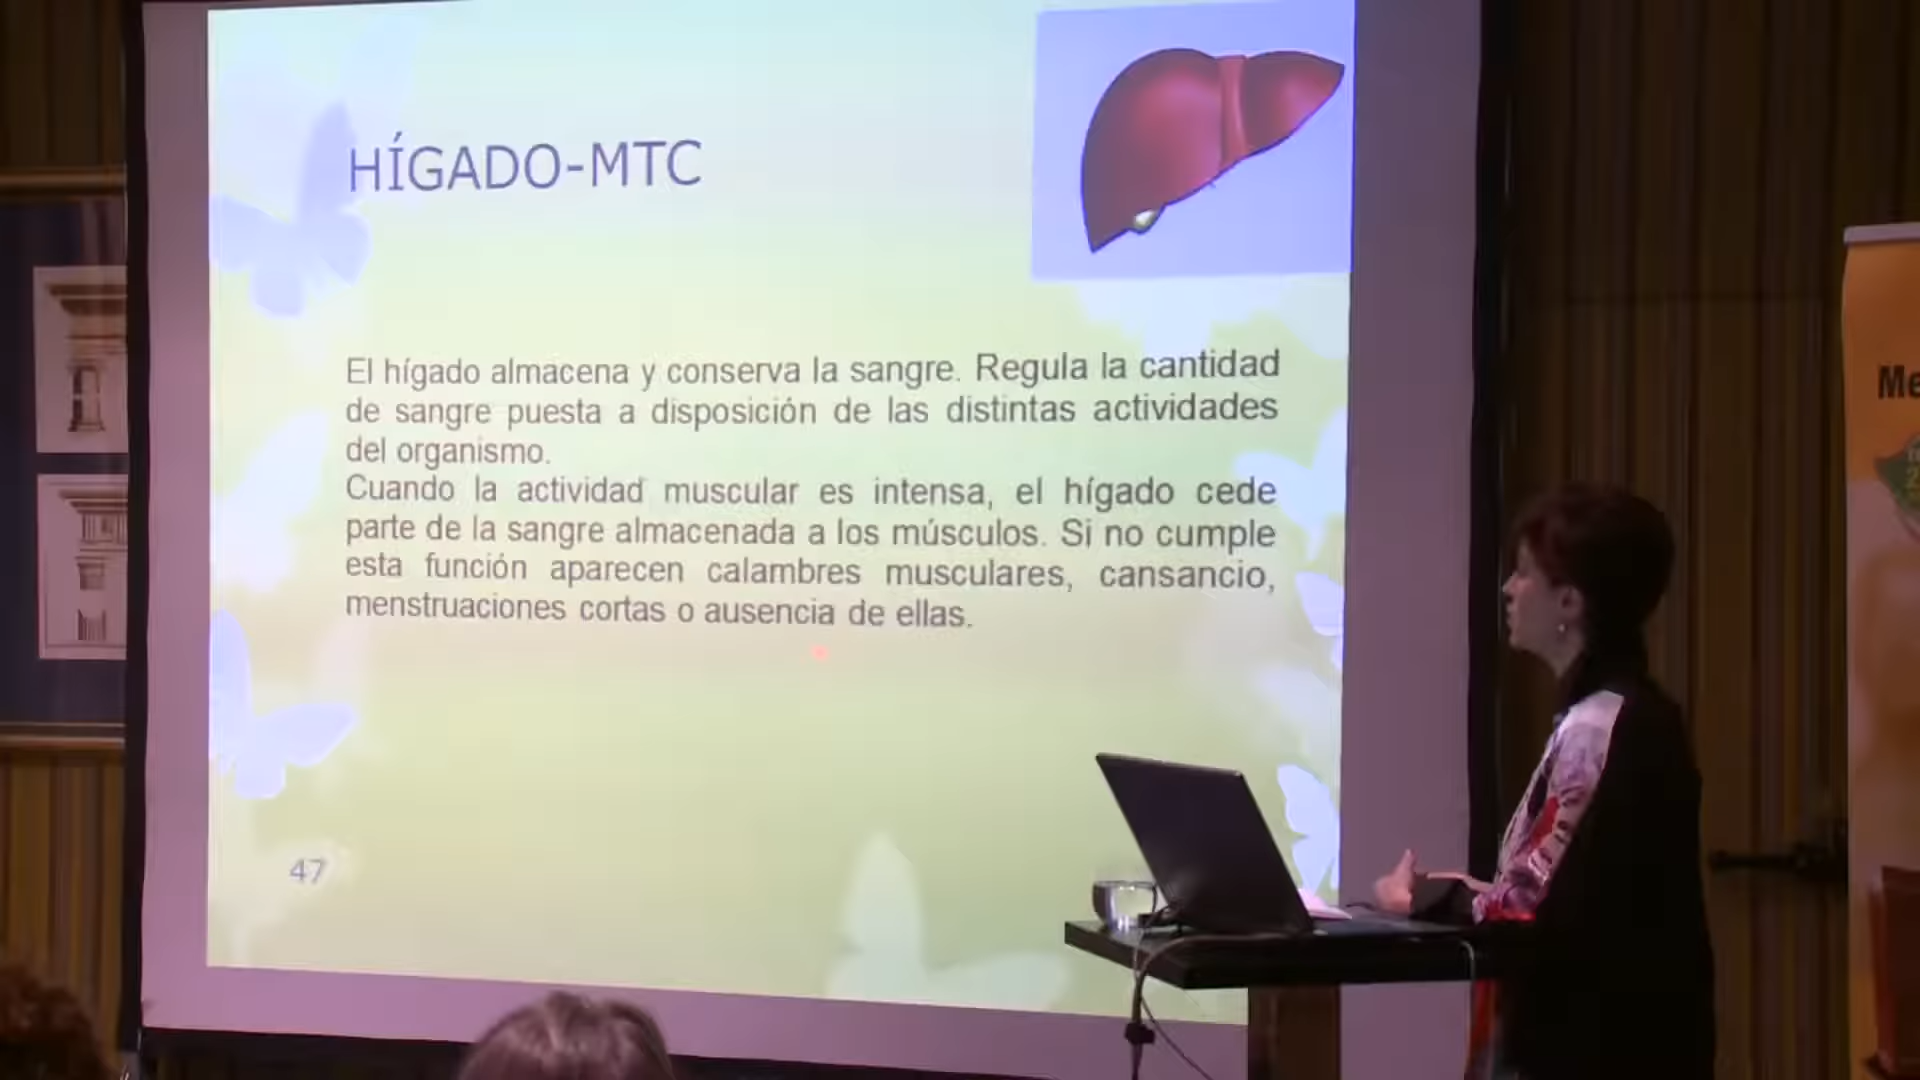 HÍGADO-MTC
El hígado almacena y conserva la sangre. Regula la cantidad
de sangre puesta a disposición de las distintas actividades
del organismo.
Cuando la actividad muscular es intensa, el hígado cede
parte de la sangre almacenada a los músculos. Si no cumple
esta función aparecen calambres musculares, cansancio,
menstruaciones cortas o ausencia de ellas.
47
Me